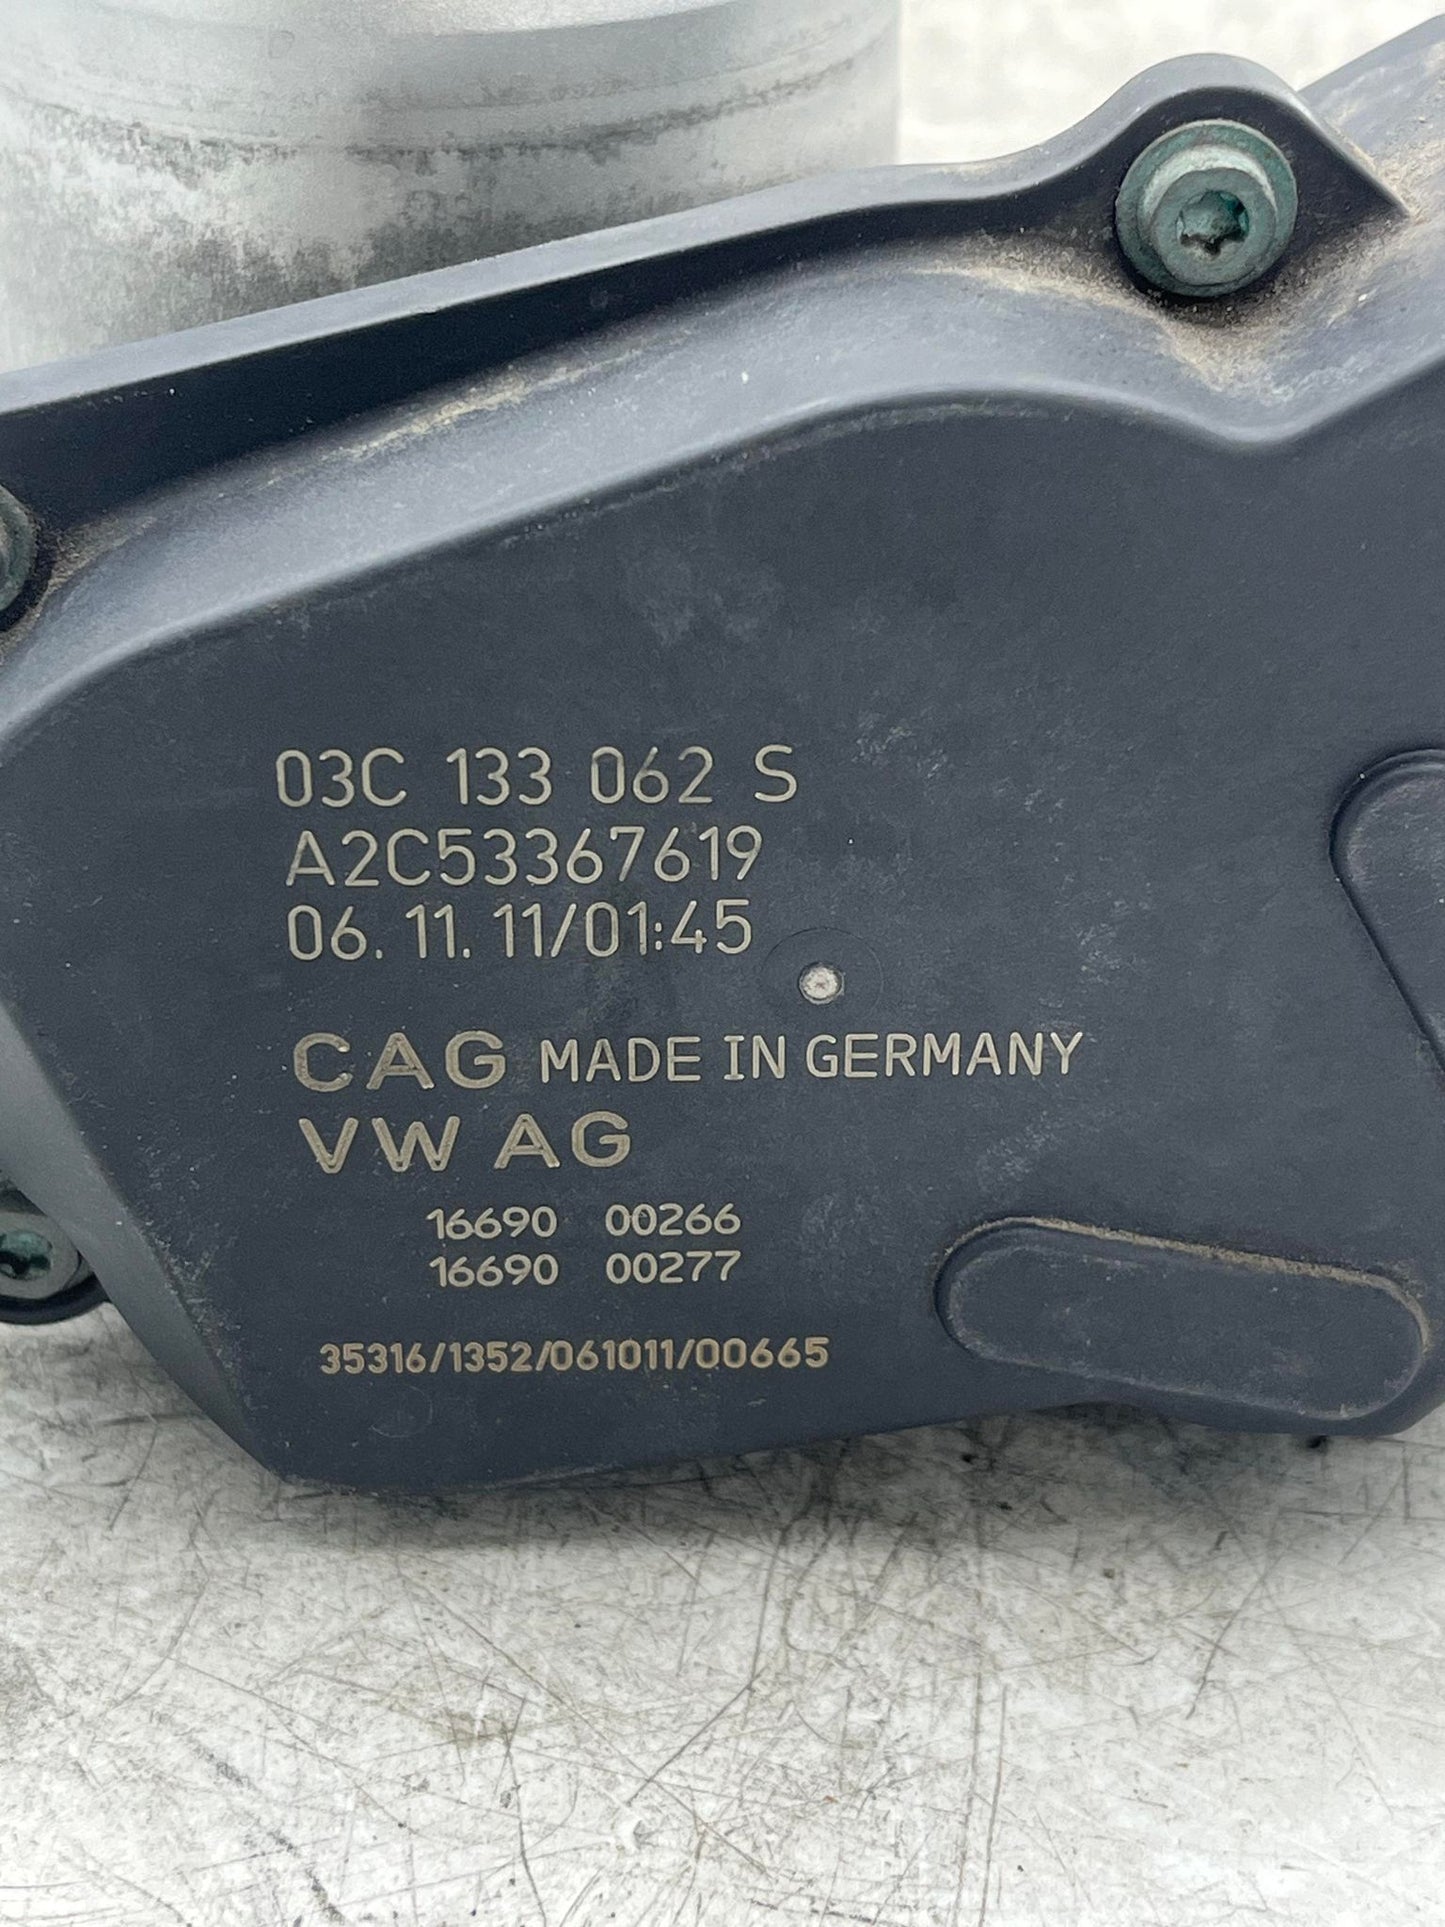 03C 133 062 S
A2C53367619
06.11.11/01:45
CAG MADE IN GERMANY
VW AG
16690 00266
16690 00277
35316/1352/061011/00665